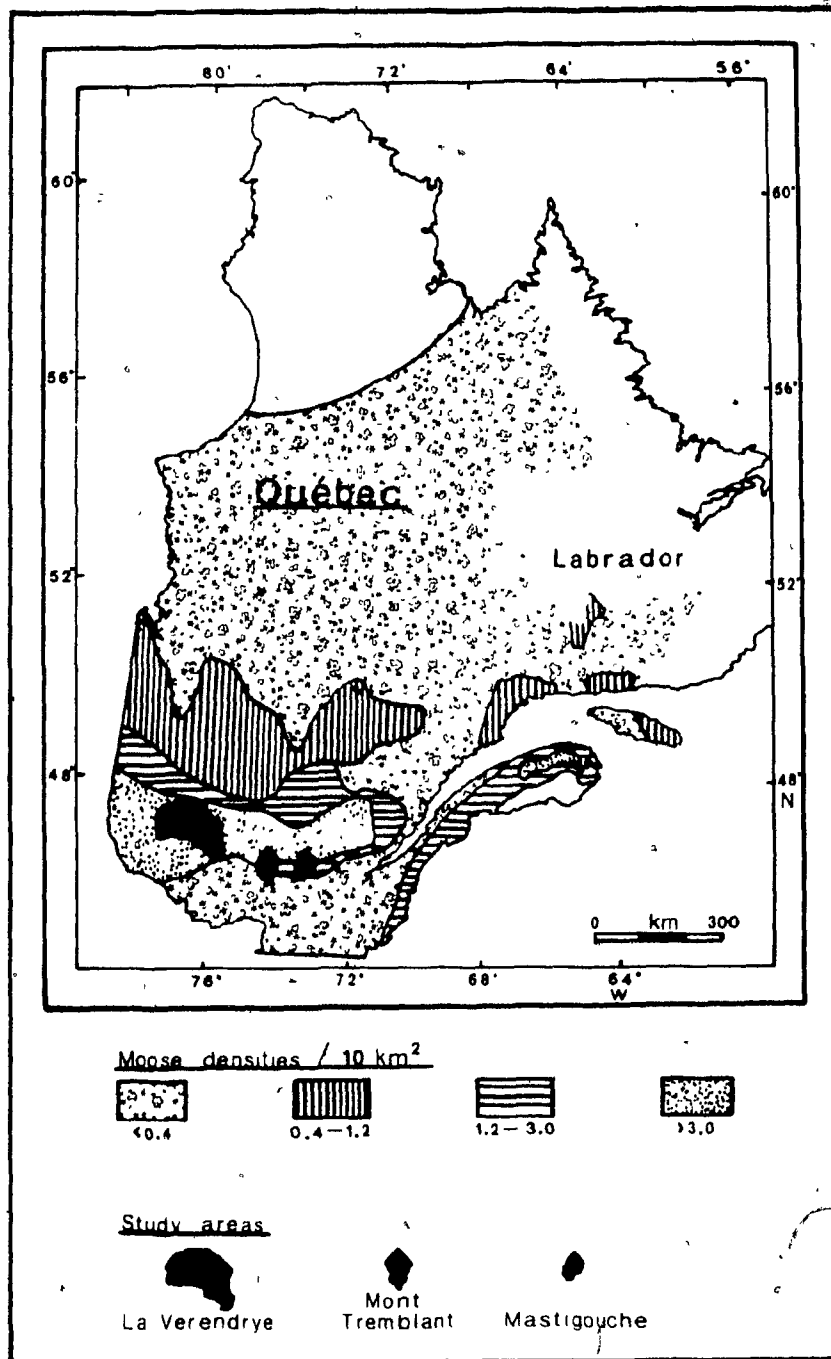 80° 72° 64° 56°
60° 60°
56° 56°
Québec
52° 52°
Labrador
48° 48°
N
0 km 300
76° 72° 68° 64°
W
Moose densities / 10 km²
<0.4 0.4–1.2 1.2–3.0 >3.0
Study areas
La Verendrye Mont Tremblant Mastigouche